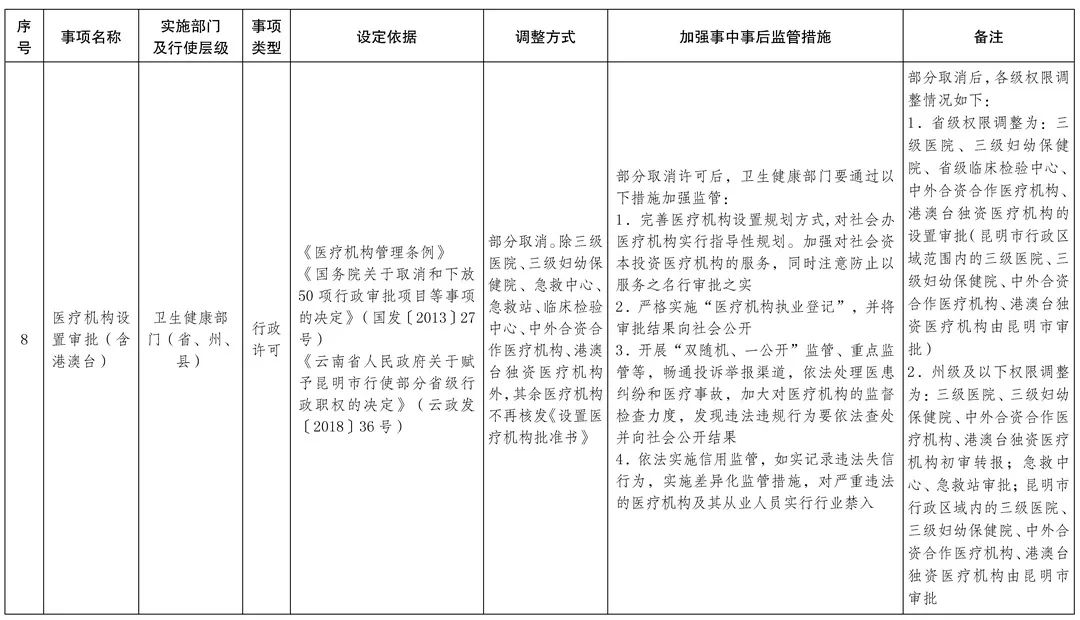 序
号
事项名称
实施部门
及行使层级
事项
类型
设定依据
调整方式
加强事中事后监管措施
备注
8
医疗机构设
置审批（含
港澳台）
卫生健康部
门（省、州、
县）
行政
许可
《医疗机构管理条例》
《国务院关于取消和下放
50 项行政审批项目等事项
的决定》（国发〔2013〕27
号）
《云南省人民政府关于赋
予昆明市行使部分省级行
政职权的决定》（云政发
〔2018〕36 号）
部分取消。除三级
医院、三级妇幼保
健院、急救中心、
急救站、临床检验
中心、中外合资合
作医疗机构、港澳
台独资医疗机构
外，其余医疗机构
不再核发《设置医
疗机构批准书》
部分取消许可后，卫生健康部门要通过以
下措施加强监管：
1．完善医疗机构设置规划方式，对社会办
医疗机构实行指导性规划。加强对社会资
本投资医疗机构的服务，同时注意防止以
服务之名行审批之实
2．严格实施“医疗机构执业登记”，并将
审批结果向社会公开
3．开展“双随机、一公开”监管、重点监
管等，畅通投诉举报渠道，依法处理医患
纠纷和医疗事故，加大对医疗机构的监督
检查力度，发现违法违规行为要依法查处
并向社会公开结果
4．依法实施信用监管，如实记录违法失信
行为，实施差异化监管措施，对严重违法
的医疗机构及其从业人员实行行业禁入
部分取消后，各级权限调
整情况如下：
1．省级权限调整为：三
级医院、三级妇幼保健
院、省级临床检验中心、
中外合资合作医疗机构、
港澳台独资医疗机构的
设置审批（昆明市行政区
域范围内的三级医院、三
级妇幼保健院、中外合资
合作医疗机构、港澳台独
资医疗机构由昆明市审
批）
2．州级及以下权限调整
为：三级医院、三级妇幼
保健院、中外合资合作医
疗机构、港澳台独资医疗
机构初审转报；急救中
心、急救站审批；昆明市
行政区域内的三级医院、
三级妇幼保健院、中外合
资合作医疗机构、港澳台
独资医疗机构由昆明市
审批